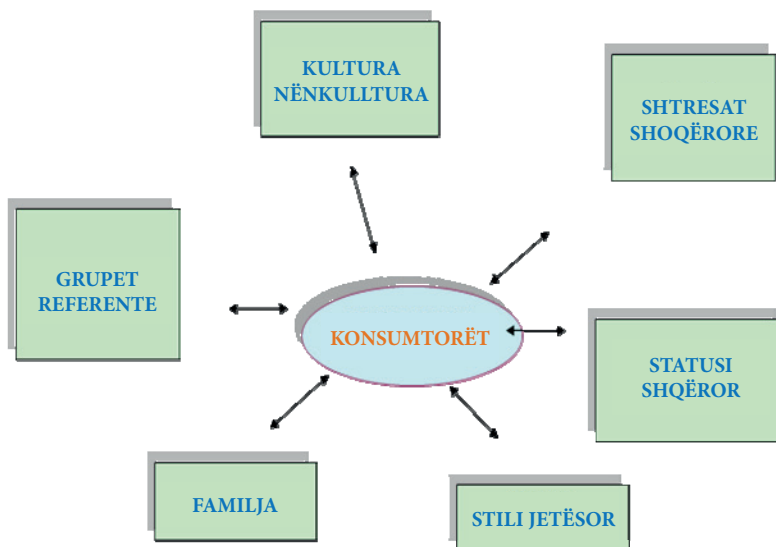 KULTURA
NËNKULLTURA
SHTRESAT
SHOQËRORE
GRUPET
REFERENTE
KONSUMTORËT
STATUSI
SHQËROR
FAMILJA
STILI JETËSOR